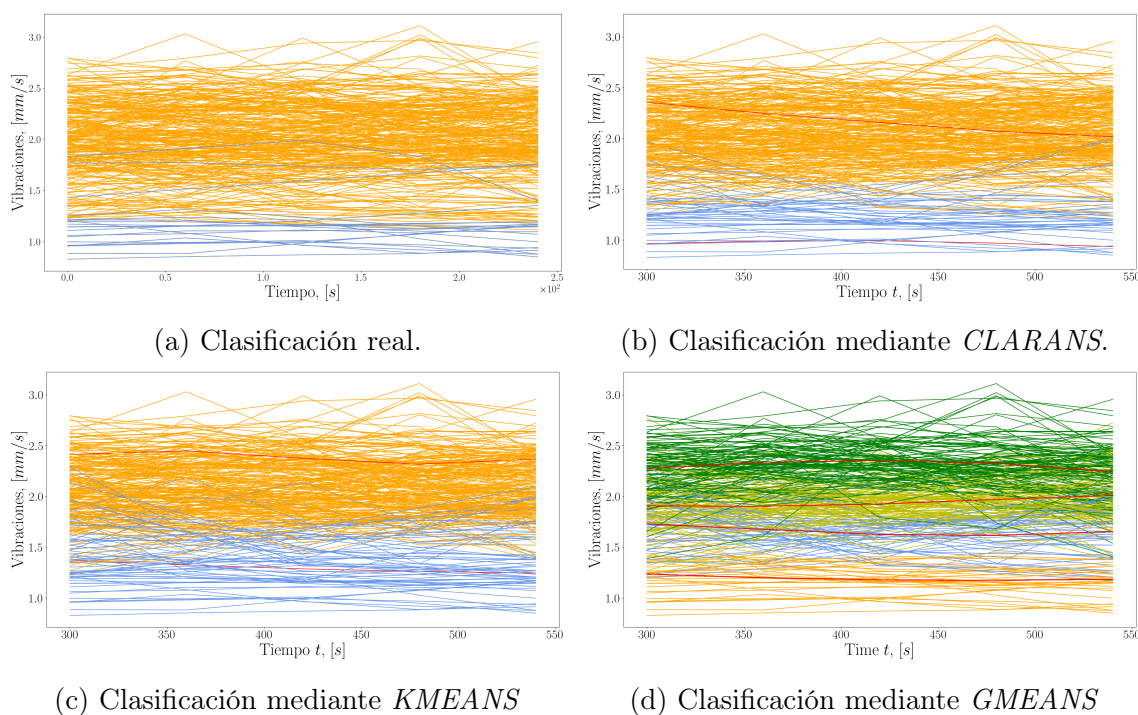 3.0
2.5
2.0
1.5
1.0
Vibraciones, [mm/s]
0.0 0.5 1.0 1.5 2.0 2.5
×10²
Tiempo, [s]
(a) Clasificación real.
3.0
2.5
2.0
1.5
1.0
Vibraciones, [mm/s]
300 350 400 450 500 550
Tiempo t, [s]
(b) Clasificación mediante CLARANS.
3.0
2.5
2.0
1.5
1.0
Vibraciones, [mm/s]
300 350 400 450 500 550
Tiempo t, [s]
(c) Clasificación mediante KMEANS
3.0
2.5
2.0
1.5
1.0
Vibraciones, [mm/s]
300 350 400 450 500 550
Time t, [s]
(d) Clasificación mediante GMEANS